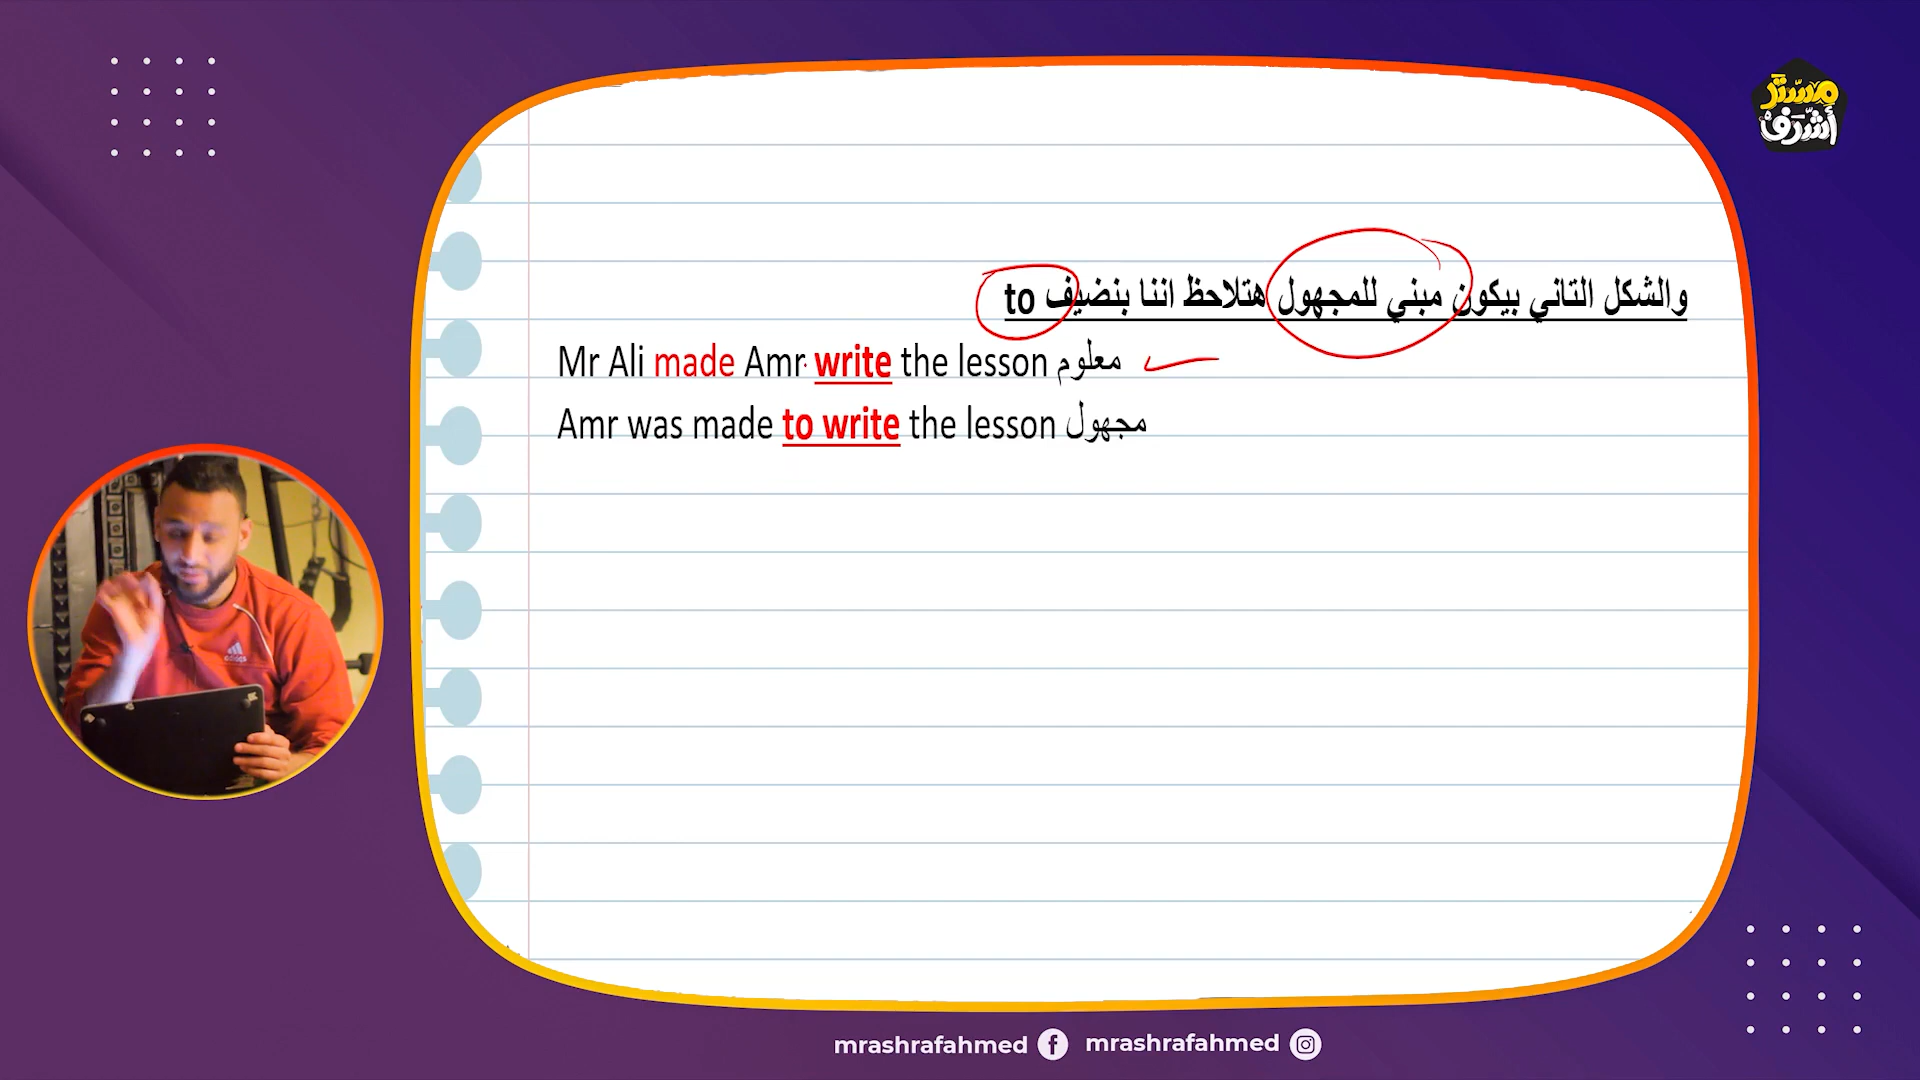 مستر
أشرف
والشكل التاني بيكون مبني للمجهول هتلاحظ اننا بنضيف to
Mr Ali made Amr write the lesson معلوم
Amr was made to write the lesson مجهول
adidas
mrashrafahmed mrashrafahmed